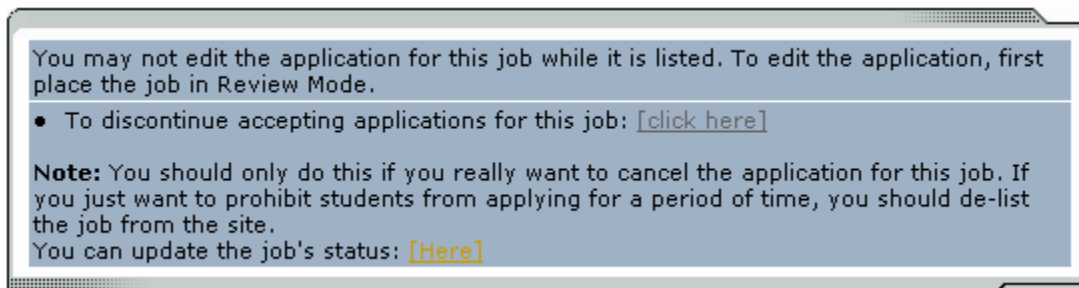 You may not edit the application for this job while it is listed. To edit the application, first
place the job in Review Mode.
● To discontinue accepting applications for this job: [click here]
Note: You should only do this if you really want to cancel the application for this job. If
you just want to prohibit students from applying for a period of time, you should de-list
the job from the site.
You can update the job's status: [Here]